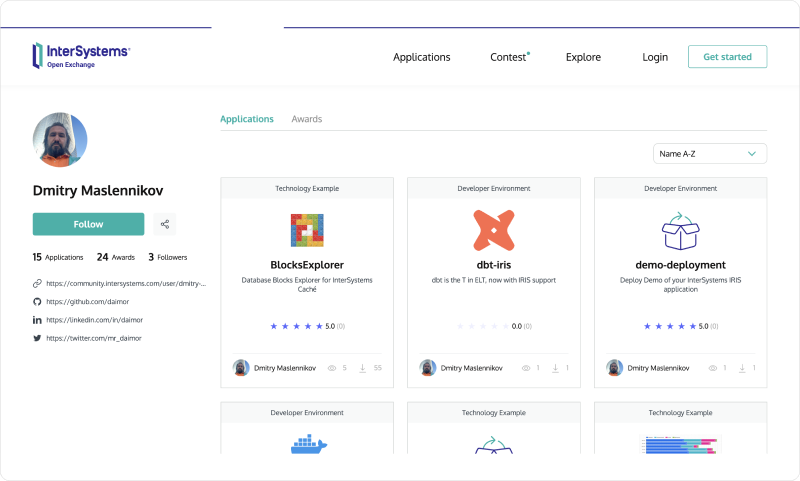 InterSystems®
Open Exchange
Applications
Contest
Explore
Login
Get started
Dmitry Maslennikov
Follow
15 Applications
24 Awards
3 Followers
https://community.intersystems.com/user/dmitry-...
https://github.com/daimor
https://linkedin.com/in/daimor
https://twitter.com/mr_daimor
Applications
Awards
Name A-Z
Technology Example
BlocksExplorer
Database Blocks Explorer for InterSystems
Caché
5.0 (0)
Dmitry Maslennikov
5
55
Developer Environment
dbt-iris
dbt is the T in ELT, now with IRIS support
0.0 (0)
Dmitry Maslennikov
1
1
Developer Environment
demo-deployment
Deploy Demo of your InterSystems IRIS
application
5.0 (0)
Dmitry Maslennikov
1
1
Developer Environment
Technology Example
Technology Example